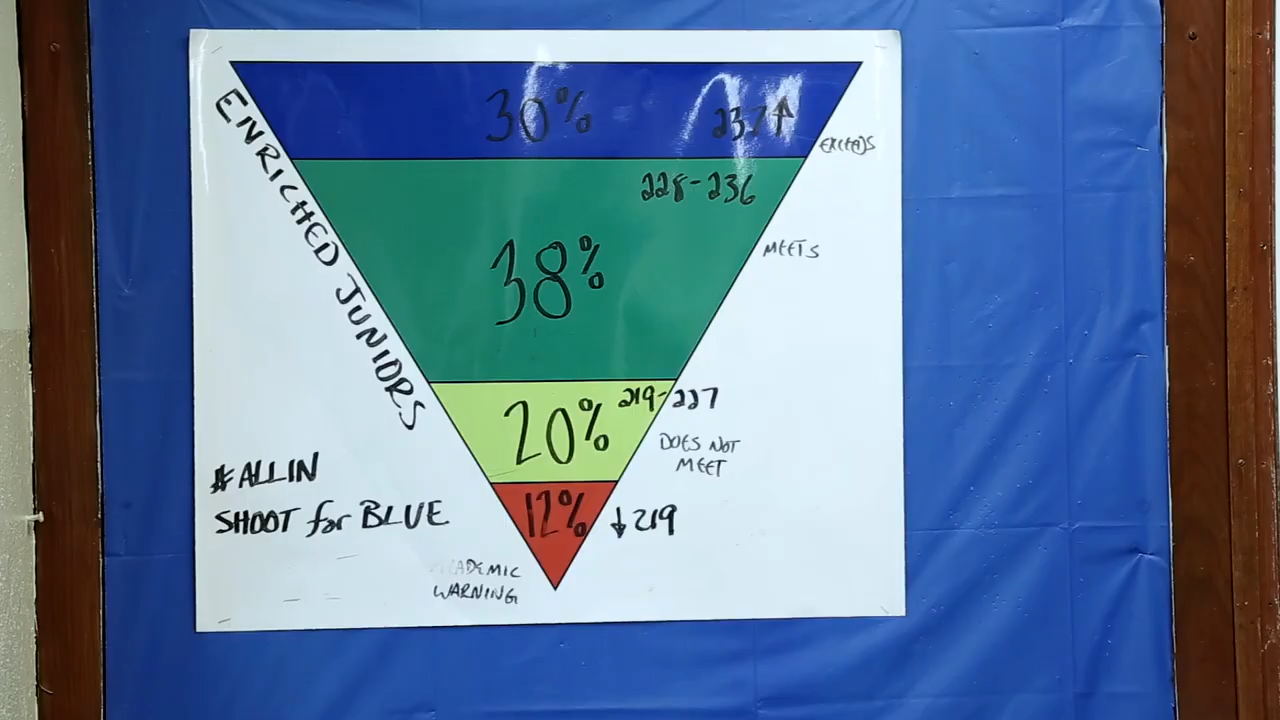 ENRICHED JUNIORS
30%
237↑
EXCEEDS
228-236
38%
MEETS
20%
219-227
DOES NOT
MEET
12%
↓219
#ALLIN
SHOOT for BLUE
ACADEMIC
WARNING